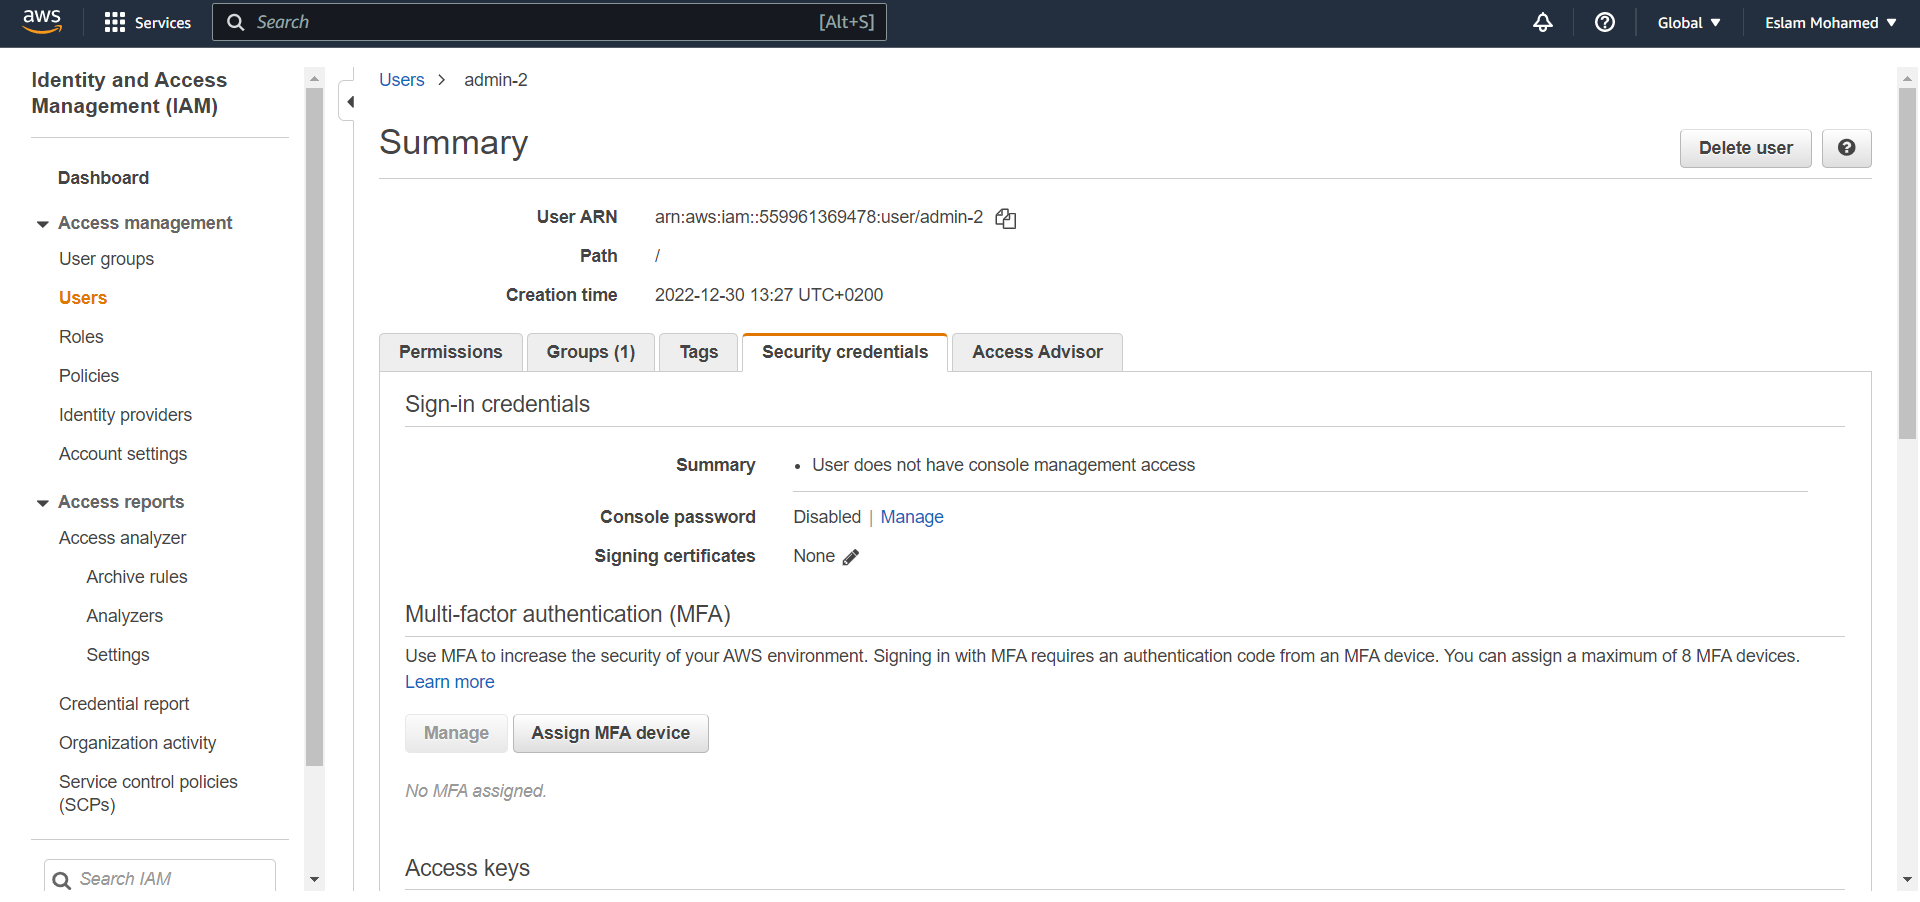 aws
Services
Search
[Alt+S]
Global
Eslam Mohamed
Identity and Access
Management (IAM)
Dashboard
Access management
User groups
Users
Roles
Policies
Identity providers
Account settings
Access reports
Access analyzer
Archive rules
Analyzers
Settings
Credential report
Organization activity
Service control policies
(SCPs)
Search IAM
Users > admin-2
Summary
Delete user
User ARN arn:aws:iam::559961369478:user/admin-2
Path /
Creation time 2022-12-30 13:27 UTC+0200
Permissions Groups (1) Tags Security credentials Access Advisor
Sign-in credentials
Summary • User does not have console management access
Console password Disabled | Manage
Signing certificates None
Multi-factor authentication (MFA)
Use MFA to increase the security of your AWS environment. Signing in with MFA requires an authentication code from an MFA device. You can assign a maximum of 8 MFA devices.
Learn more
Manage Assign MFA device
No MFA assigned.
Access keys